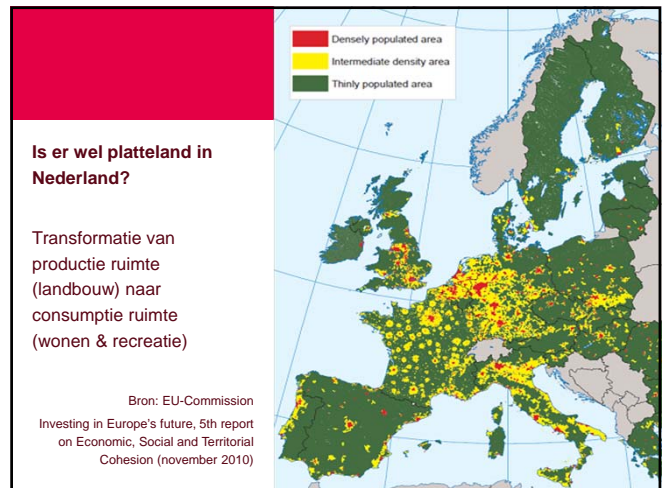 Is er wel platteland in
Nederland?
Transformatie van
productie ruimte
(landbouw) naar
consumptie ruimte
(wonen & recreatie)
Bron: EU-Commission
Investing in Europe's future, 5th report
on Economic, Social and Territorial
Cohesion (november 2010)
Densely populated area
Intermediate density area
Thinly populated area